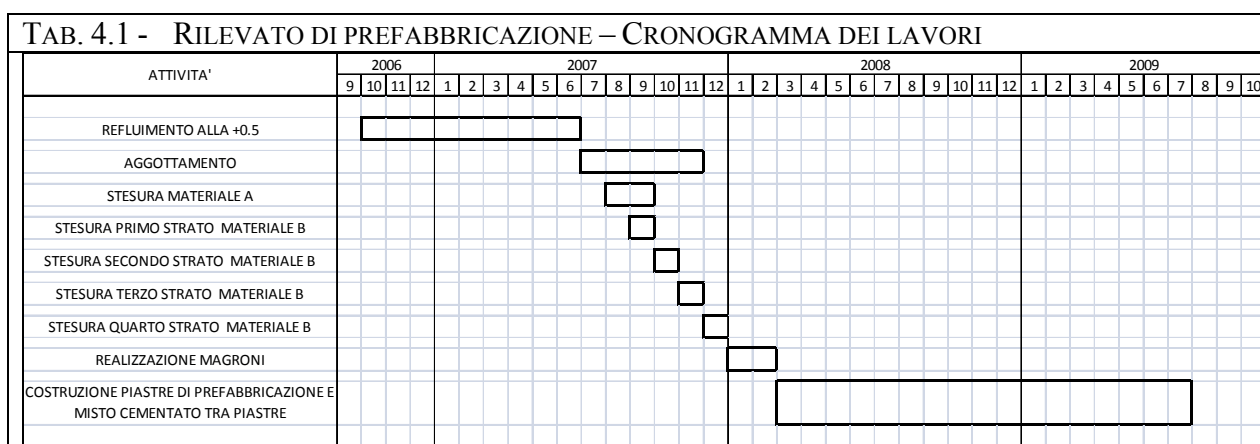 TAB. 4.1 - RILEVATO DI PREFABBRICAZIONE – CRONOGRAMMA DEI LAVORI
ATTIVITA' 2006 2007 2008 2009
9 10 11 12 1 2 3 4 5 6 7 8 9 10 11 12 1 2 3 4 5 6 7 8 9 10 11 12 1 2 3 4 5 6 7 8 9 10
REFLUIMENTO ALLA +0.5
AGGOTTAMENTO
STESURA MATERIALE A
STESURA PRIMO STRATO MATERIALE B
STESURA SECONDO STRATO MATERIALE B
STESURA TERZO STRATO MATERIALE B
STESURA QUARTO STRATO MATERIALE B
REALIZZAZIONE MAGRONI
COSTRUZIONE PIASTRE DI PREFABBRICAZIONE E
MISTO CEMENTATO TRA PIASTRE